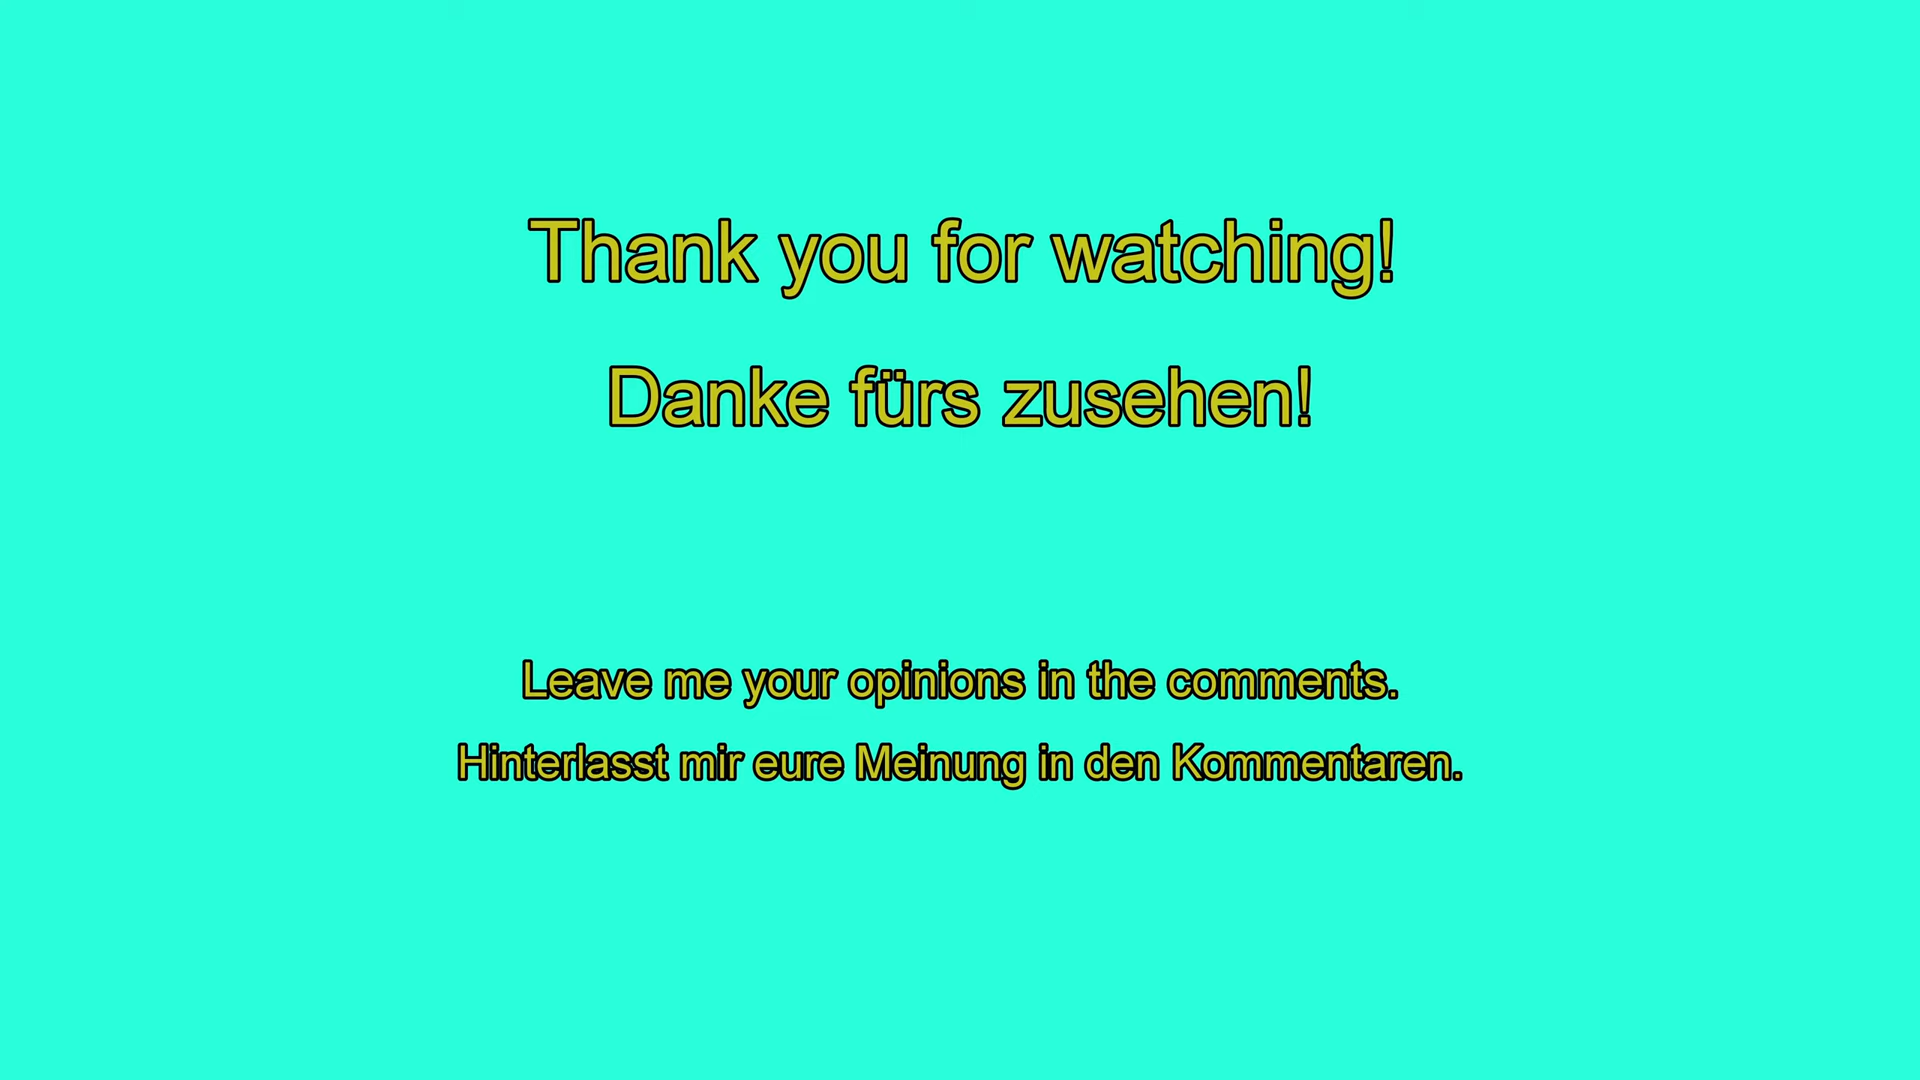 Thank you for watching!
Danke fürs zusehen!
Leave me your opinions in the comments.
Hinterlasst mir eure Meinung in den Kommentaren.